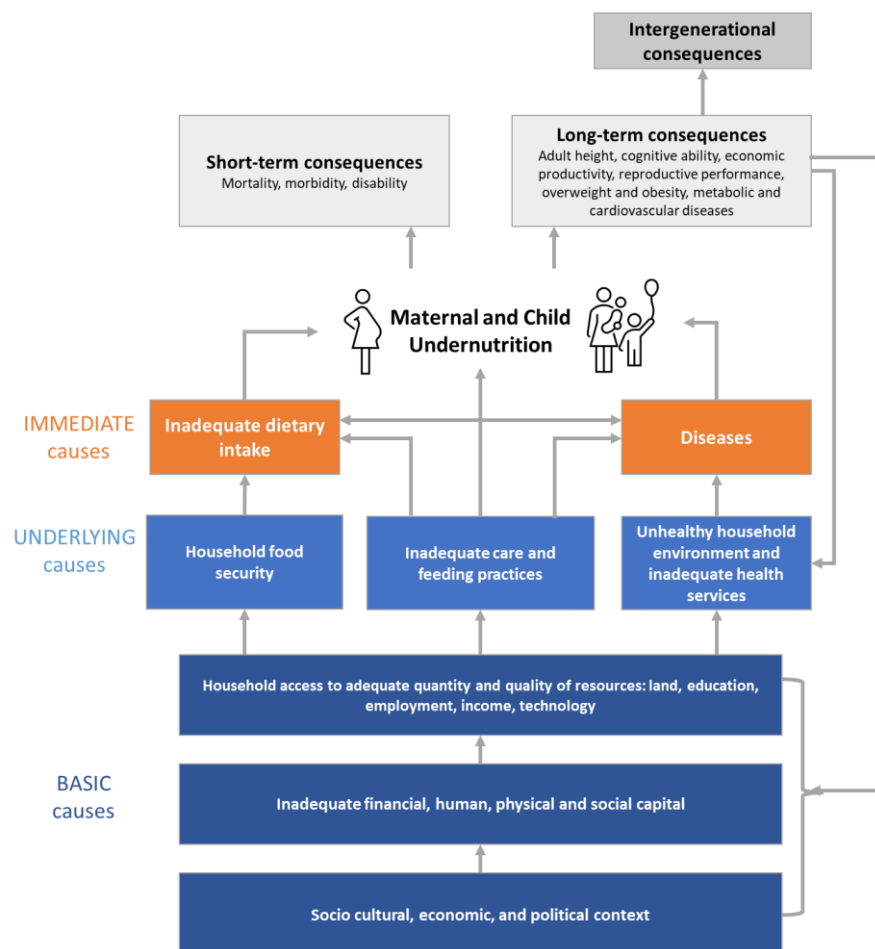 Intergenerational
consequences
Short-term consequences
Mortality, morbidity, disability
Long-term consequences
Adult height, cognitive ability, economic
productivity, reproductive performance,
overweight and obesity, metabolic and
cardiovascular diseases
Maternal and Child
Undernutrition
IMMEDIATE
causes
Inadequate dietary
intake
Diseases
UNDERLYING
causes
Household food
security
Inadequate care and
feeding practices
Unhealthy household
environment and
inadequate health
services
BASIC
causes
Household access to adequate quantity and quality of resources: land, education,
employment, income, technology
Inadequate financial, human, physical and social capital
Socio cultural, economic, and political context